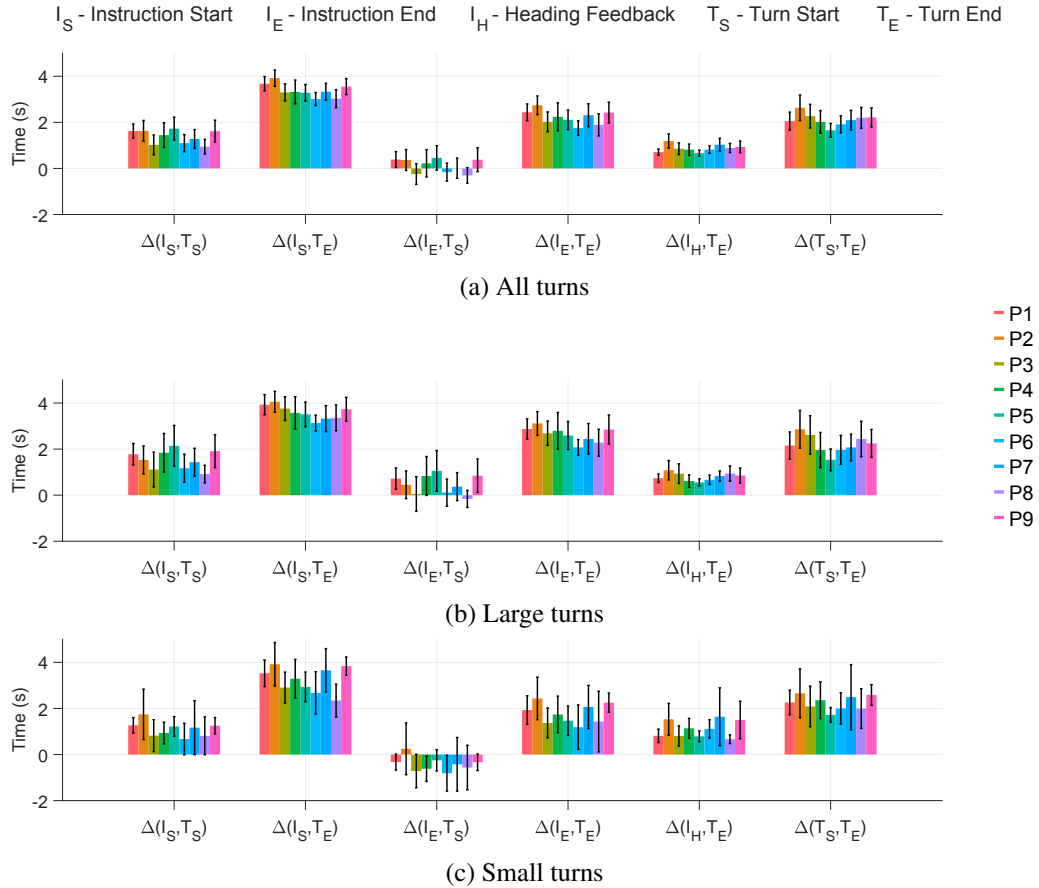 I_S - Instruction Start I_E - Instruction End I_H - Heading Feedback T_S - Turn Start T_E - Turn End
Time (s)
4
2
0
-2
Δ(I_S,T_S) Δ(I_S,T_E) Δ(I_E,T_S) Δ(I_E,T_E) Δ(I_H,T_E) Δ(T_S,T_E)
(a) All turns
P1
P2
P3
P4
P5
P6
P7
P8
P9
Time (s)
4
2
0
-2
Δ(I_S,T_S) Δ(I_S,T_E) Δ(I_E,T_S) Δ(I_E,T_E) Δ(I_H,T_E) Δ(T_S,T_E)
(b) Large turns
Time (s)
4
2
0
-2
Δ(I_S,T_S) Δ(I_S,T_E) Δ(I_E,T_S) Δ(I_E,T_E) Δ(I_H,T_E) Δ(T_S,T_E)
(c) Small turns